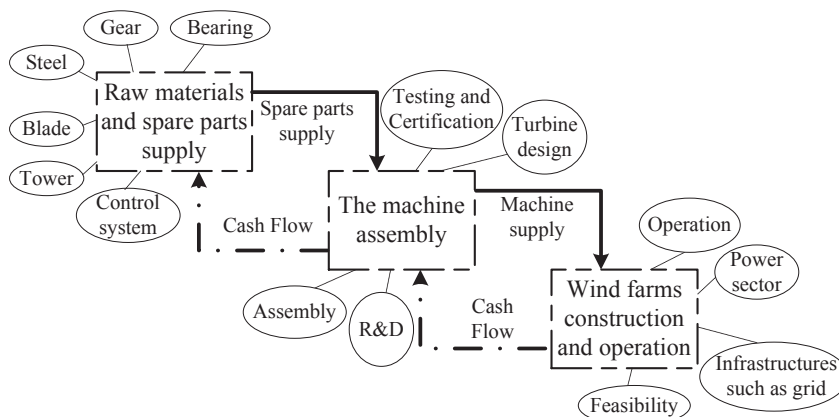 Gear
Bearing
Steel
Raw materials
and spare parts
supply
Blade
Tower
Control
system
Spare parts
supply
Testing and
Certification
Turbine
design
Cash Flow
The machine
assembly
Machine
supply
Assembly
R&D
Cash
Flow
Operation
Power
sector
Wind farms
construction
and operation
Infrastructures
such as grid
Feasibility